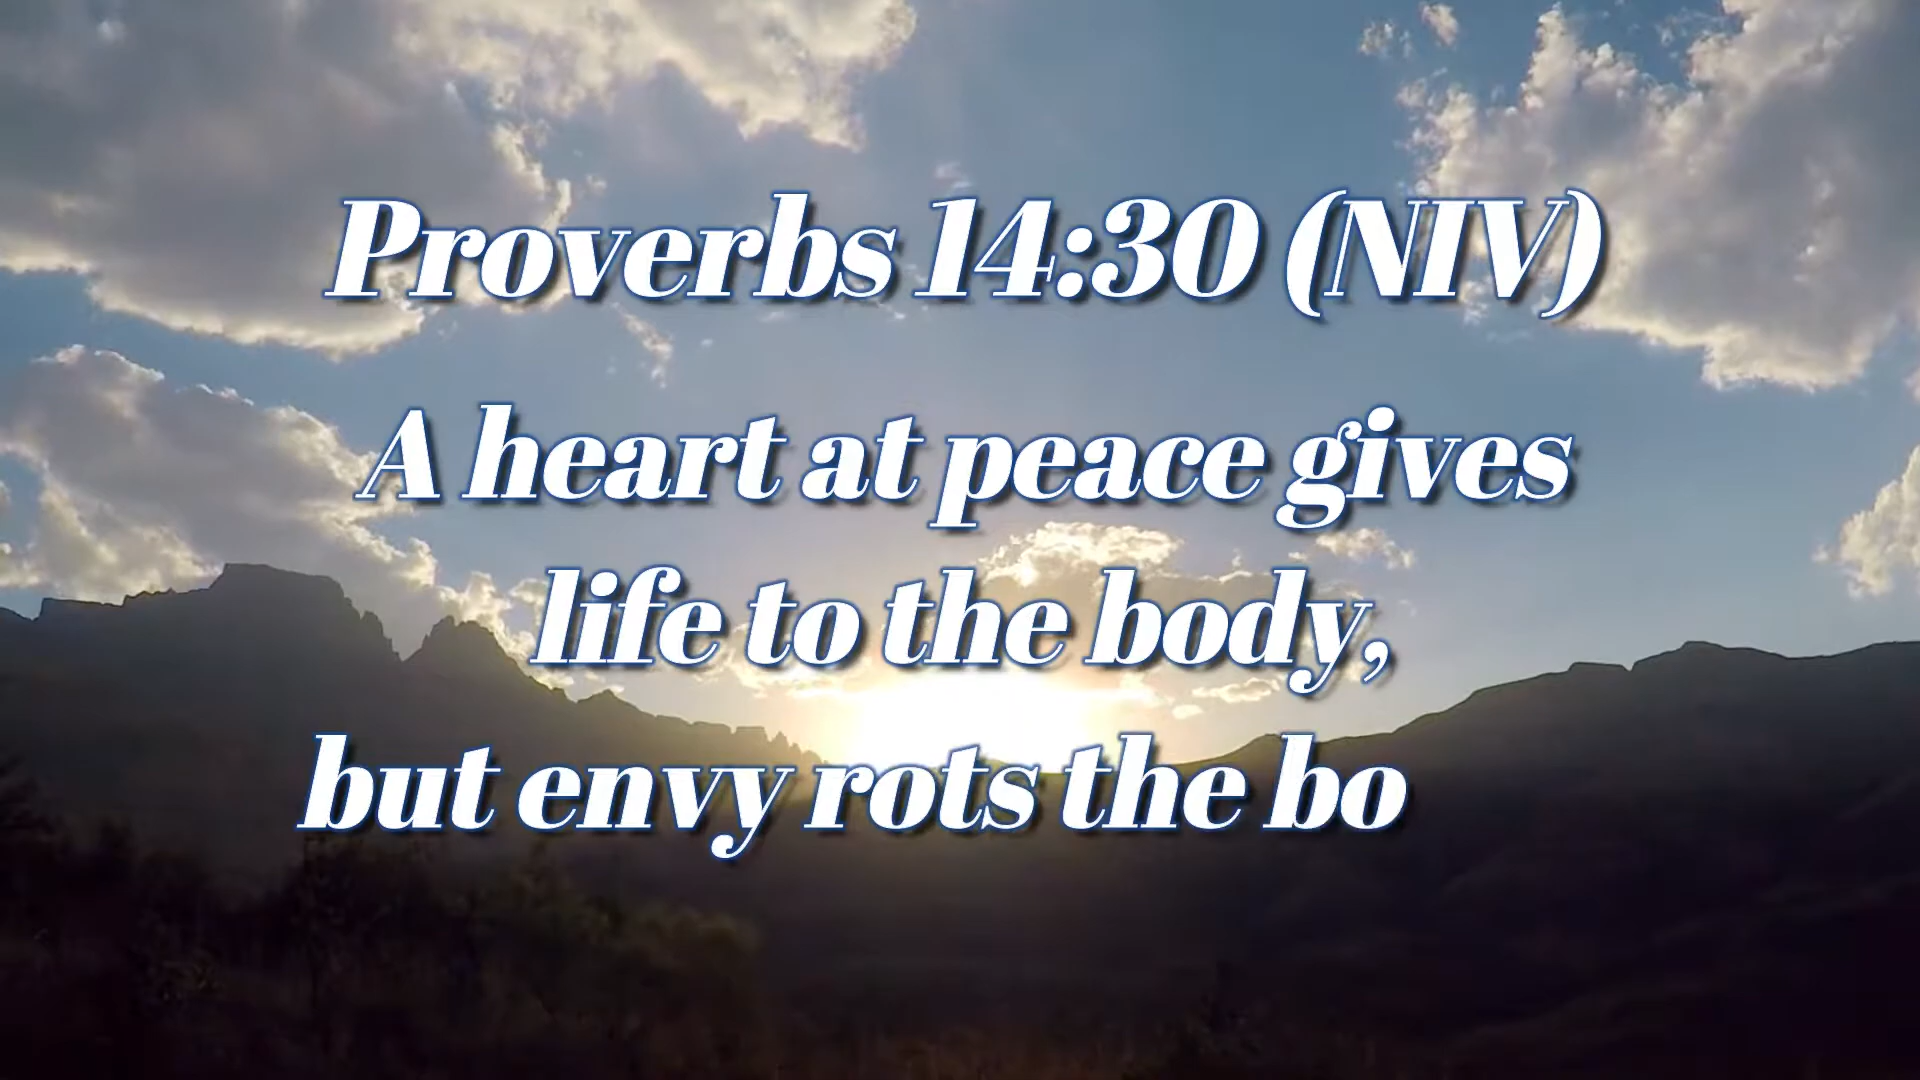 Proverbs 14:30 (NIV)
A heart at peace gives
life to the body,
but envy rots the bo